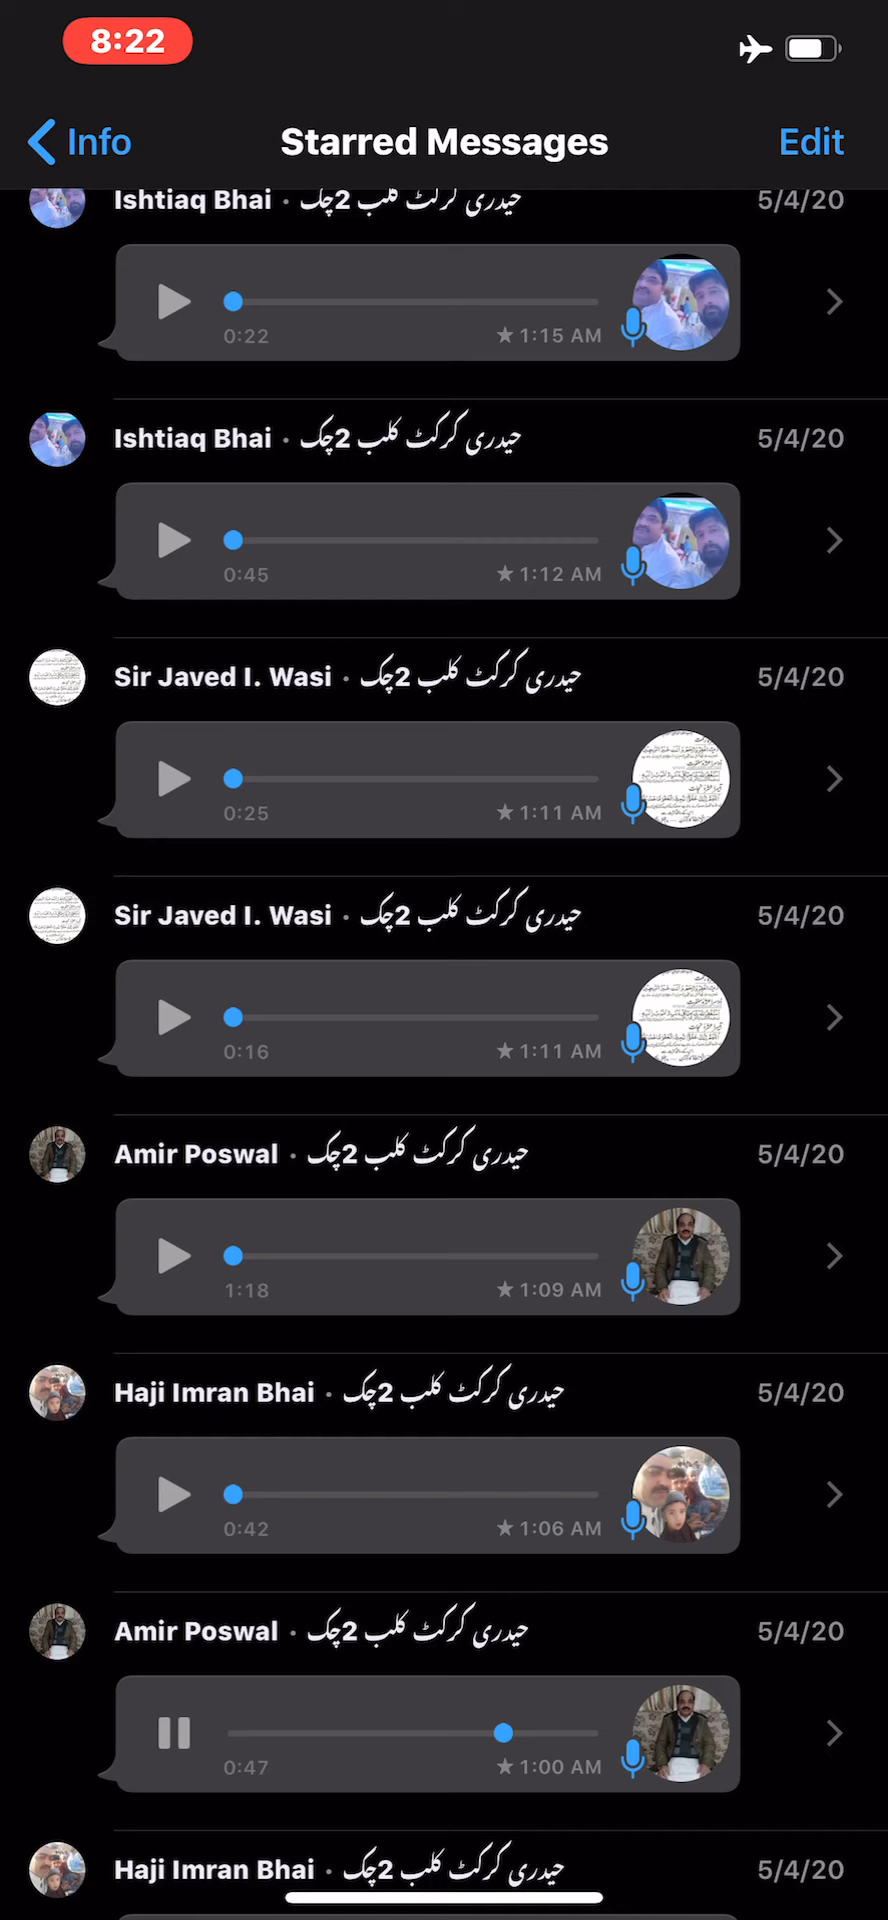 8:22
Info
Starred Messages
Edit
Ishtiaq Bhai · حیدری کرکٹ کلب 2چک 5/4/20
0:22 ★ 1:15 AM
Ishtiaq Bhai · حیدری کرکٹ کلب 2چک 5/4/20
0:45 ★ 1:12 AM
Sir Javed I. Wasi · حیدری کرکٹ کلب 2چک 5/4/20
0:25 ★ 1:11 AM
Sir Javed I. Wasi · حیدری کرکٹ کلب 2چک 5/4/20
0:16 ★ 1:11 AM
Amir Poswal · حیدری کرکٹ کلب 2چک 5/4/20
1:18 ★ 1:09 AM
Haji Imran Bhai · حیدری کرکٹ کلب 2چک 5/4/20
0:42 ★ 1:06 AM
Amir Poswal · حیدری کرکٹ کلب 2چک 5/4/20
0:47 ★ 1:00 AM
Haji Imran Bhai · حیدری کرکٹ کلب 2چک 5/4/20